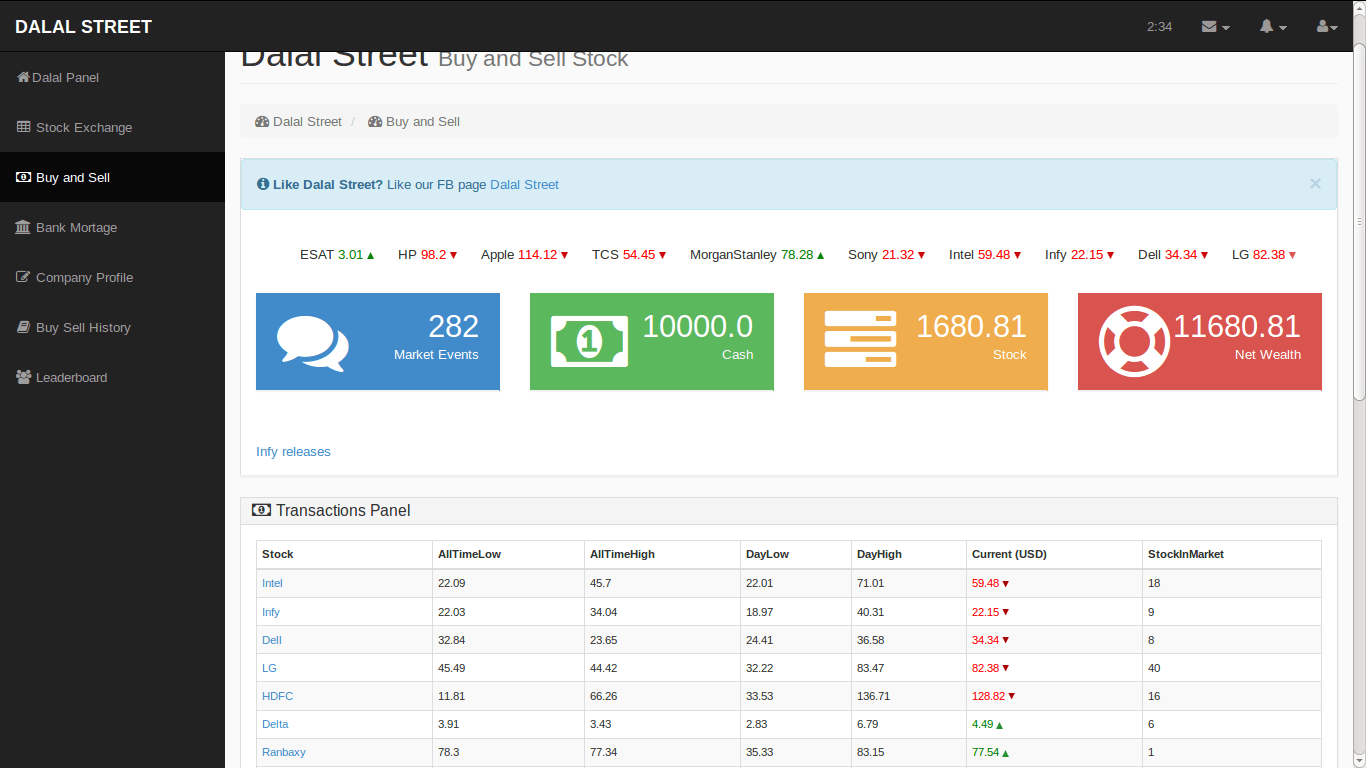 DALAL STREET 2:34
Dalal Panel
Stock Exchange
Buy and Sell
Bank Mortage
Company Profile
Buy Sell History
Leaderboard
Dalal Street Buy and Sell Stock
Dalal Street / Buy and Sell
Like Dalal Street? Like our FB page Dalal Street ×
ESAT 3.01 ▲ HP 98.2 ▼ Apple 114.12 ▼ TCS 54.45 ▼ MorganStanley 78.28 ▲ Sony 21.32 ▼ Intel 59.48 ▼ Infy 22.15 ▼ Dell 34.34 ▼ LG 82.38 ▼
282
Market Events
1
10000.0
Cash
1680.81
Stock
11680.81
Net Wealth
Infy releases
Transactions Panel
Stock AllTimeLow AllTimeHigh DayLow DayHigh Current (USD) StockInMarket
Intel 22.09 45.7 22.01 71.01 59.48 ▼ 18
Infy 22.03 34.04 18.97 40.31 22.15 ▼ 9
Dell 32.84 23.65 24.41 36.58 34.34 ▼ 8
LG 45.49 44.42 32.22 83.47 82.38 ▼ 40
HDFC 11.81 66.26 33.53 136.71 128.82 ▼ 16
Delta 3.91 3.43 2.83 6.79 4.49 ▲ 6
Ranbaxy 78.3 77.34 35.33 83.15 77.54 ▲ 1